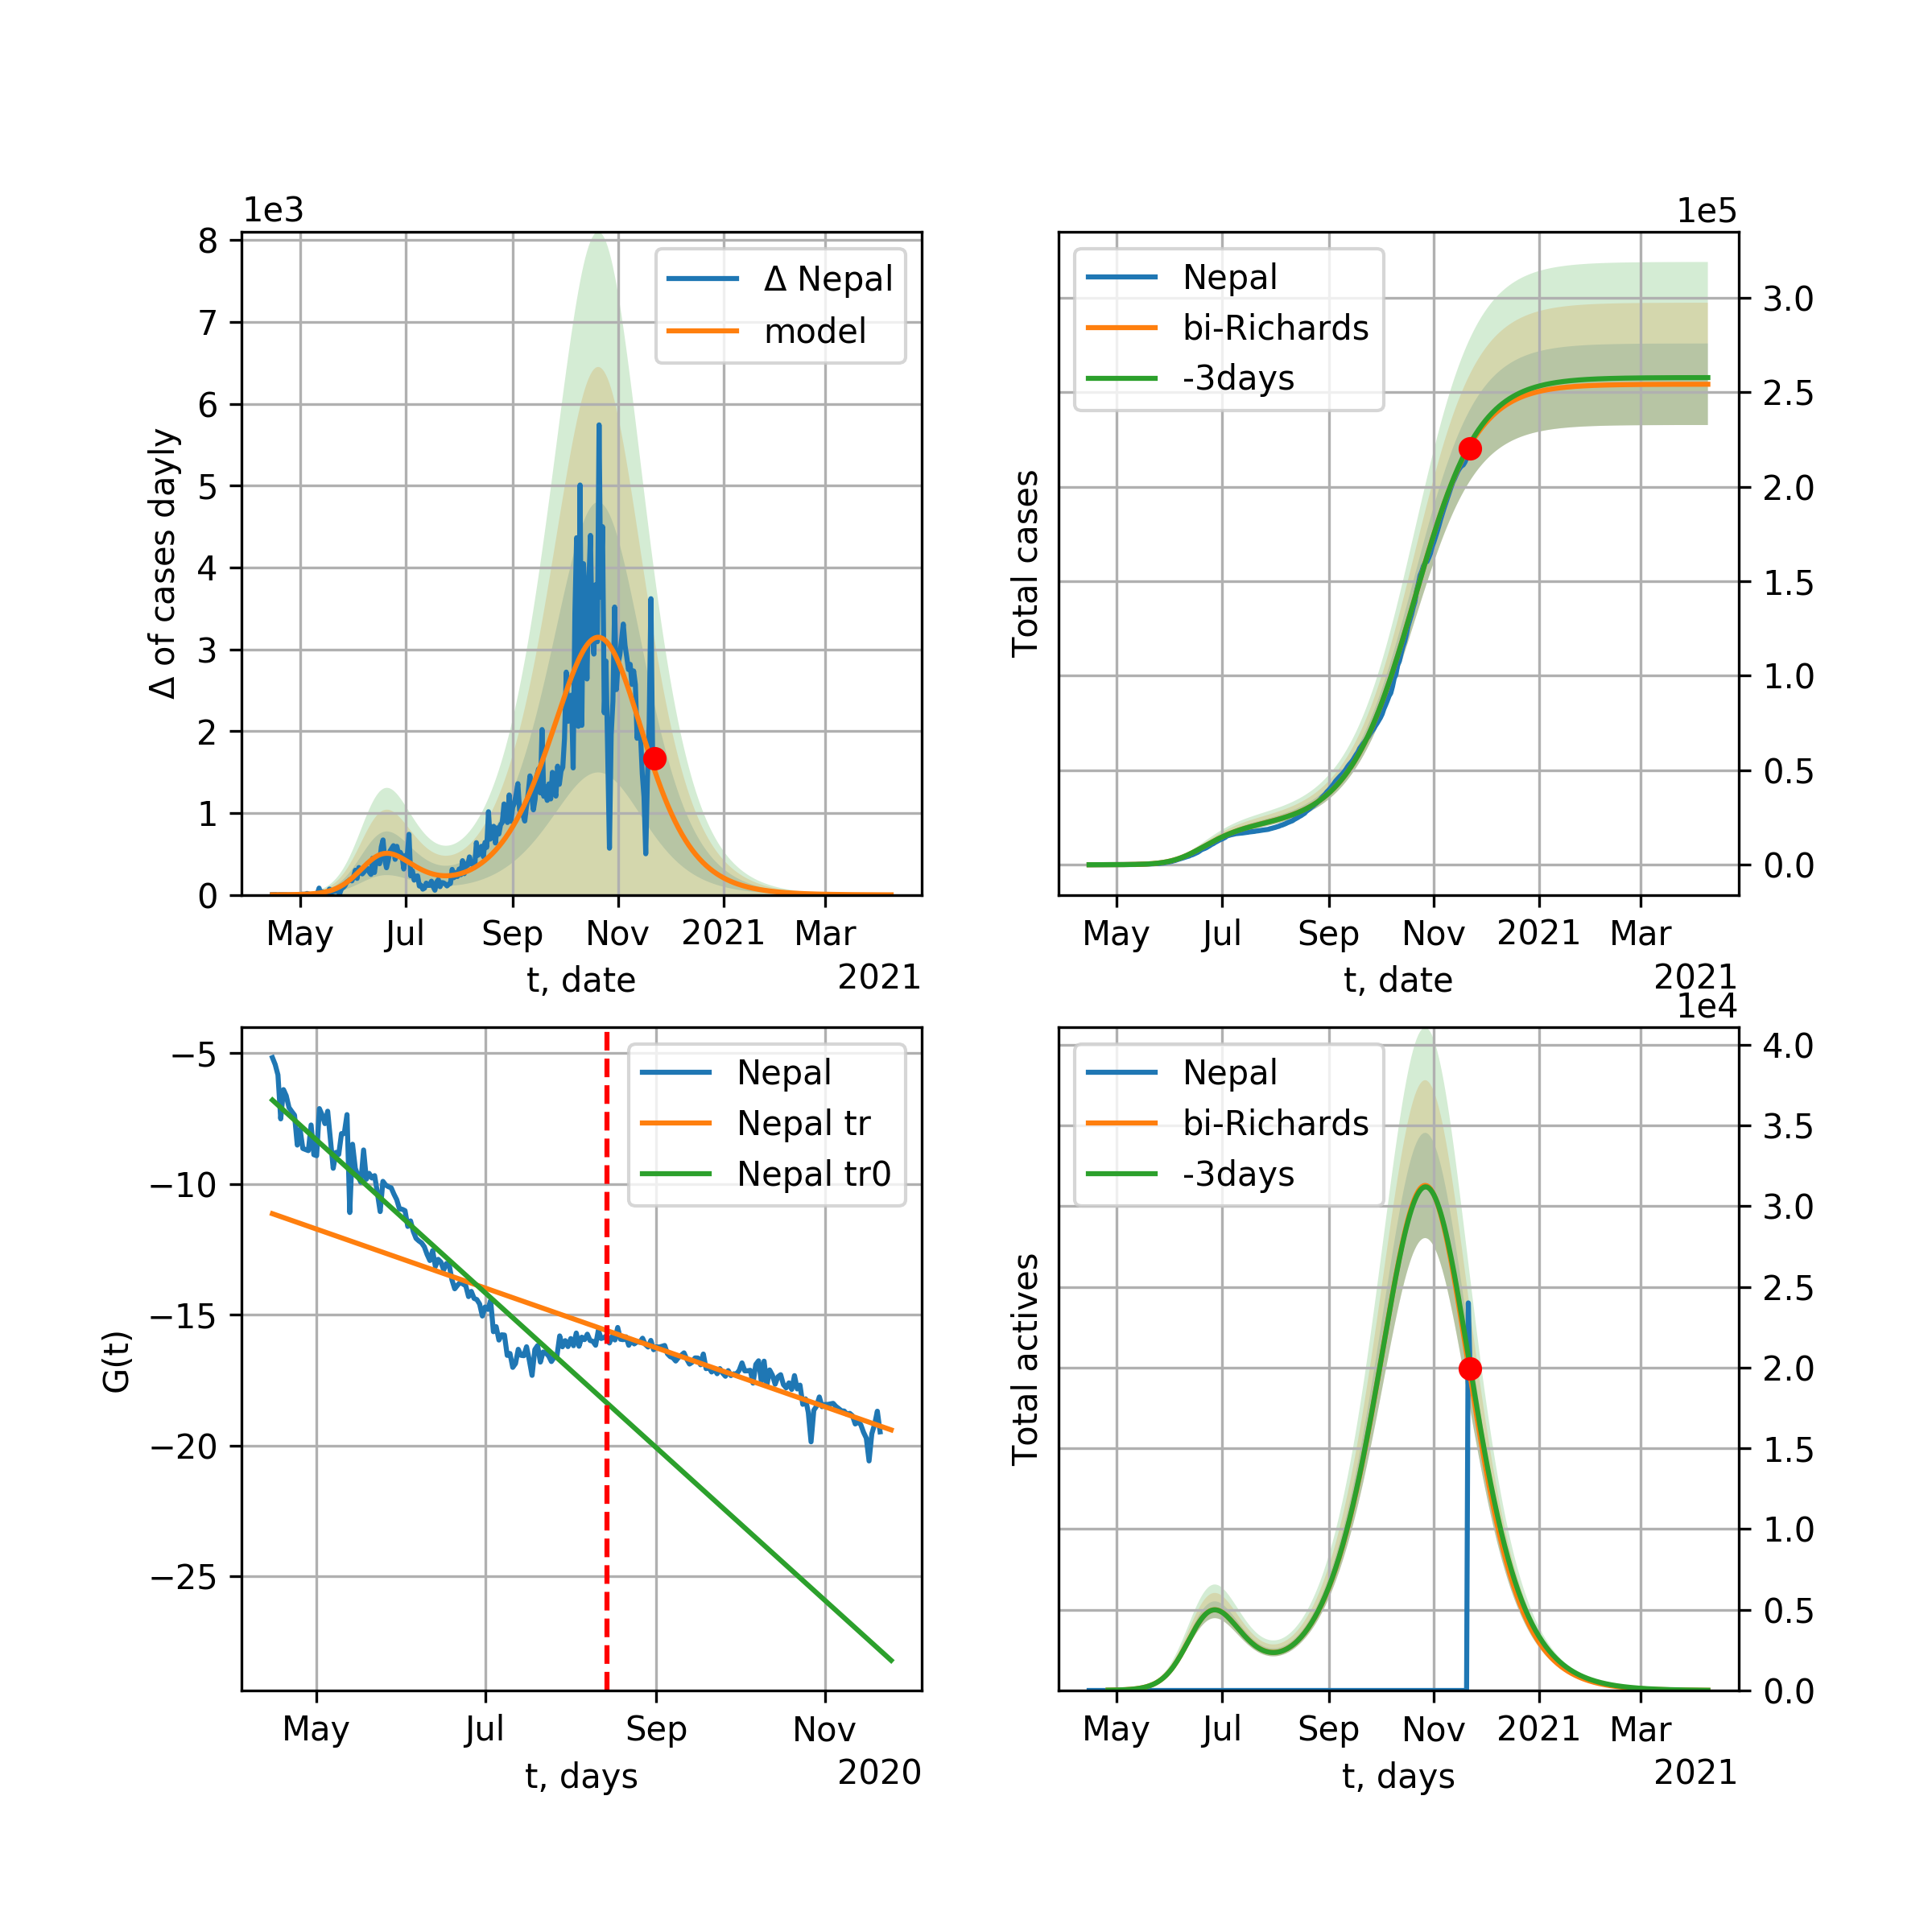 1e3
8
7
6
5
4
3
2
1
0
Δ of cases dayly
Δ Nepal
model
May Jul Sep Nov 2021 Mar
t, date
2021
1e5
3.0
2.5
2.0
1.5
1.0
0.5
0.0
Total cases
Nepal
bi-Richards
-3days
May Jul Sep Nov 2021 Mar
t, date
2021
−5
−10
−15
−20
−25
G(t)
Nepal
Nepal tr
Nepal tr0
May Jul Sep Nov
t, days
2020
1e4
4.0
3.5
3.0
2.5
2.0
1.5
1.0
0.5
0.0
Total actives
Nepal
bi-Richards
-3days
May Jul Sep Nov 2021 Mar
t, days
2021